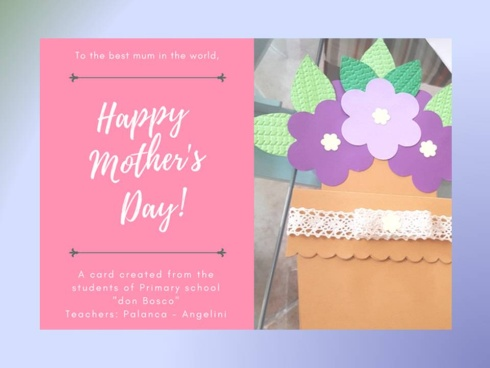 To the best mum in the world,
Happy
Mother's
Day!
A card created from the
students of Primary school
"don Bosco"
Teachers: Palanca - Angelini